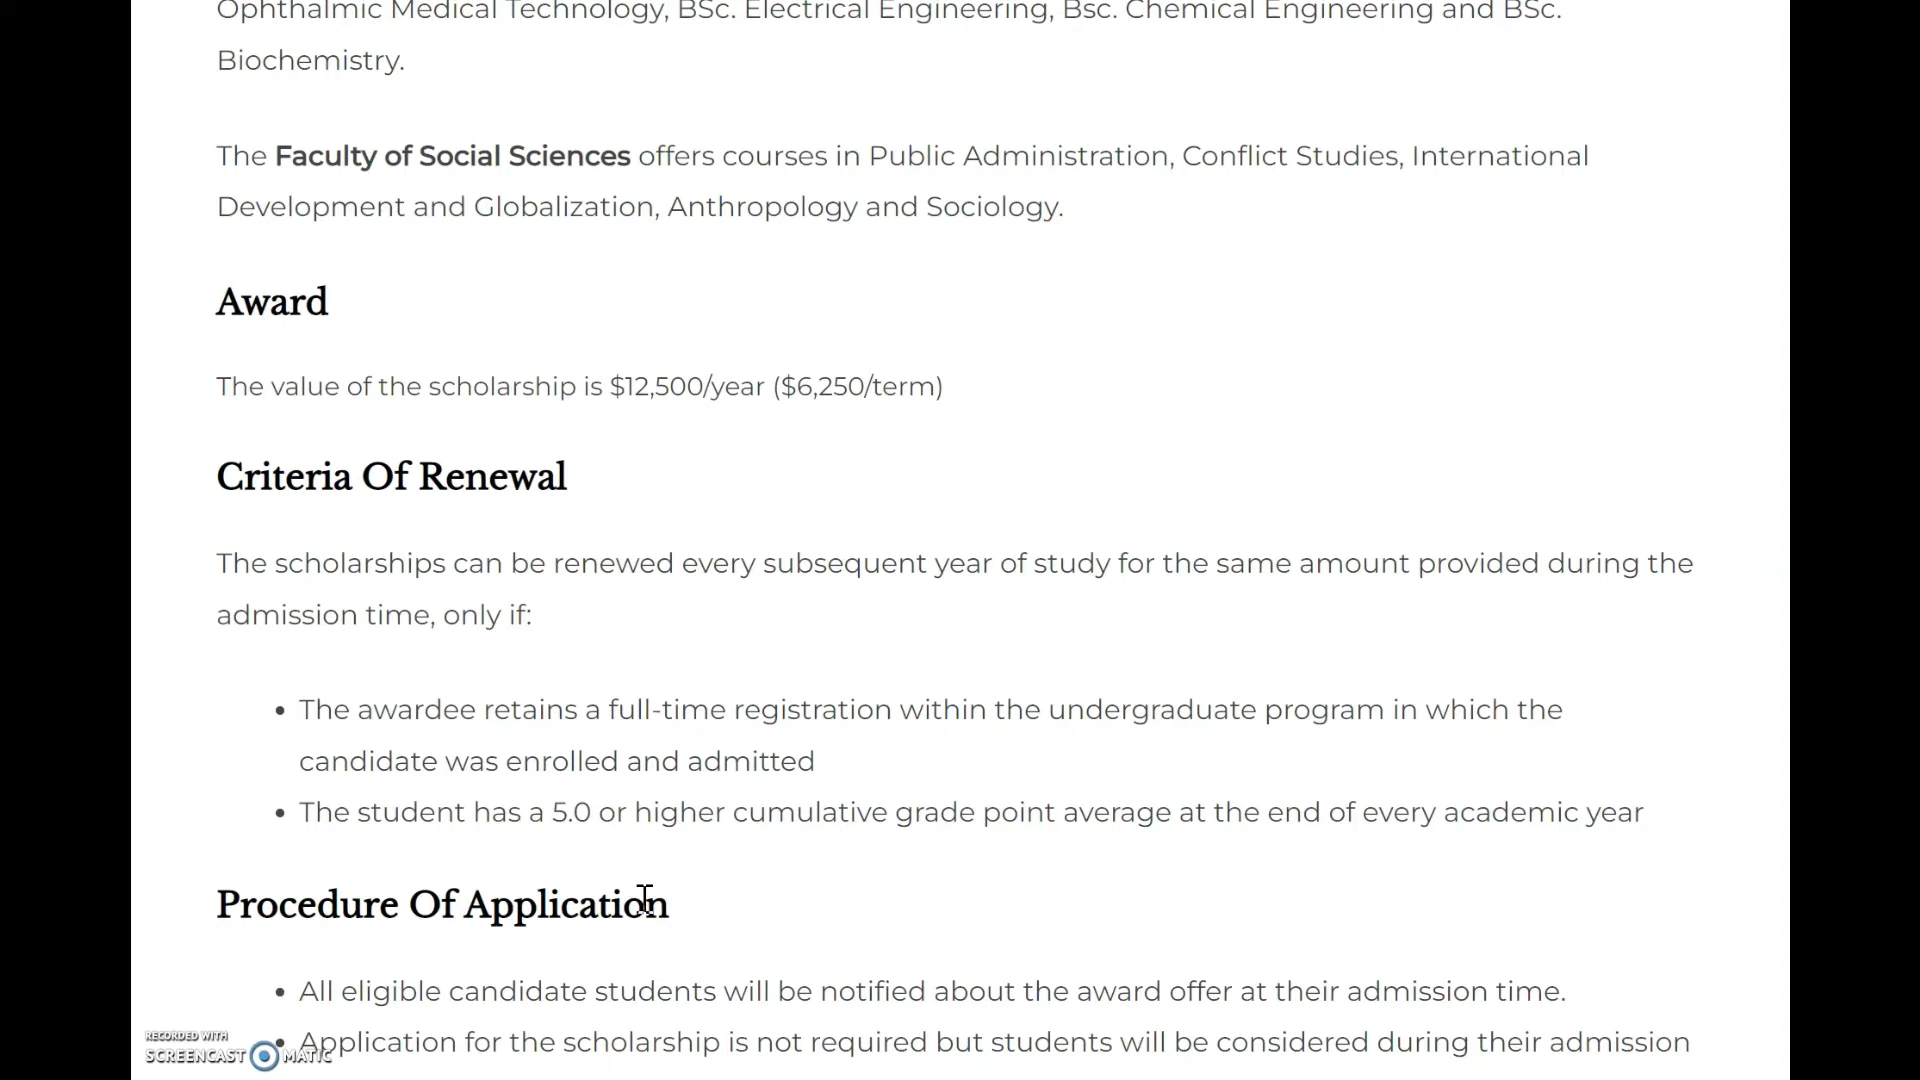 Ophthalmic Medical Technology, BSc. Electrical Engineering, Bsc. Chemical Engineering and BSc.
Biochemistry.
The Faculty of Social Sciences offers courses in Public Administration, Conflict Studies, International
Development and Globalization, Anthropology and Sociology.
Award
The value of the scholarship is $12,500/year ($6,250/term)
Criteria Of Renewal
The scholarships can be renewed every subsequent year of study for the same amount provided during the
admission time, only if:
• The awardee retains a full-time registration within the undergraduate program in which the
candidate was enrolled and admitted
• The student has a 5.0 or higher cumulative grade point average at the end of every academic year
Procedure Of Application
• All eligible candidate students will be notified about the award offer at their admission time.
• Application for the scholarship is not required but students will be considered during their admission
RECORDED WITH
SCREENCAST MATIC